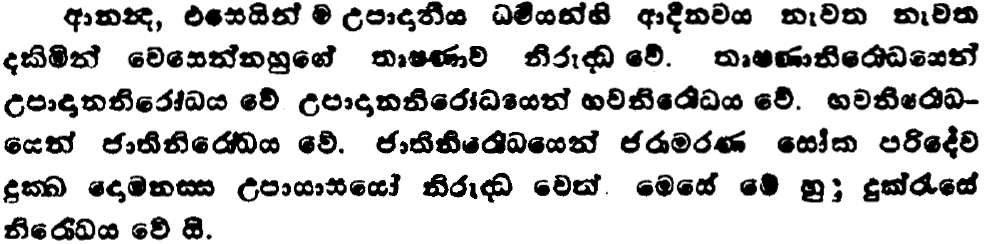 ආනන්‍ද, එසෙයින් ම උපාදානීය ධර්‍මයන්හි ආදීනවය නැවත නැවත
දකිමින් වෙසෙන්නහුගේ තෘෂ්ණාව නිරුද්‍ධ වේ. තෘෂ්ණානිරෝධයෙන්
උපාදානනිරෝධය වේ උපාදානනිරෝධයෙන් භවනිරෝධය වේ. භවනිරෝධ-
යෙන් ජාතිනිරෝධය වේ. ජාතිනිරෝධයෙන් ජරාමරණ සෝක පරිදේව
දුක්ඛ දොමනස්ස උපායාසයෝ නිරුද්‍ධ වෙත්. මෙසේ මේ හු දුක්රැසේ
නිරෝධය වේ යි.